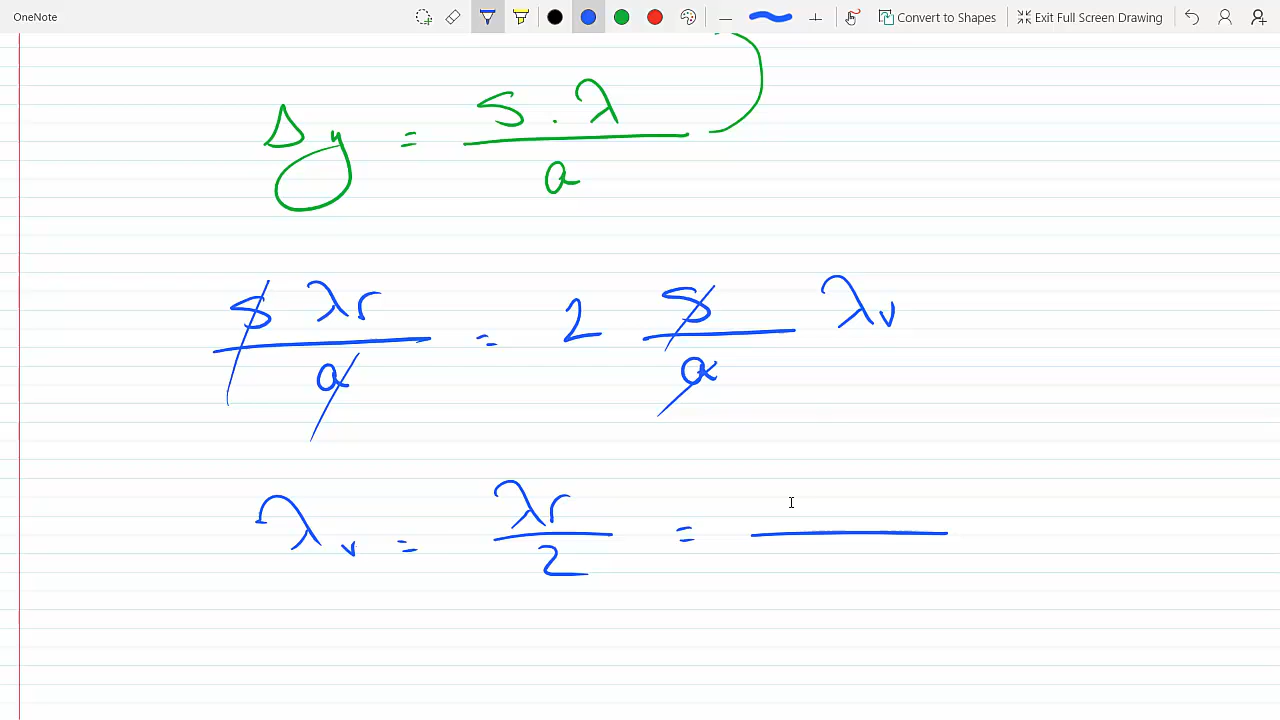 OneNote
Convert to Shapes
Exit Full Screen Drawing
Δy = S . λ / a
S λr / a = 2 S / a λv
λv = λr / 2 =